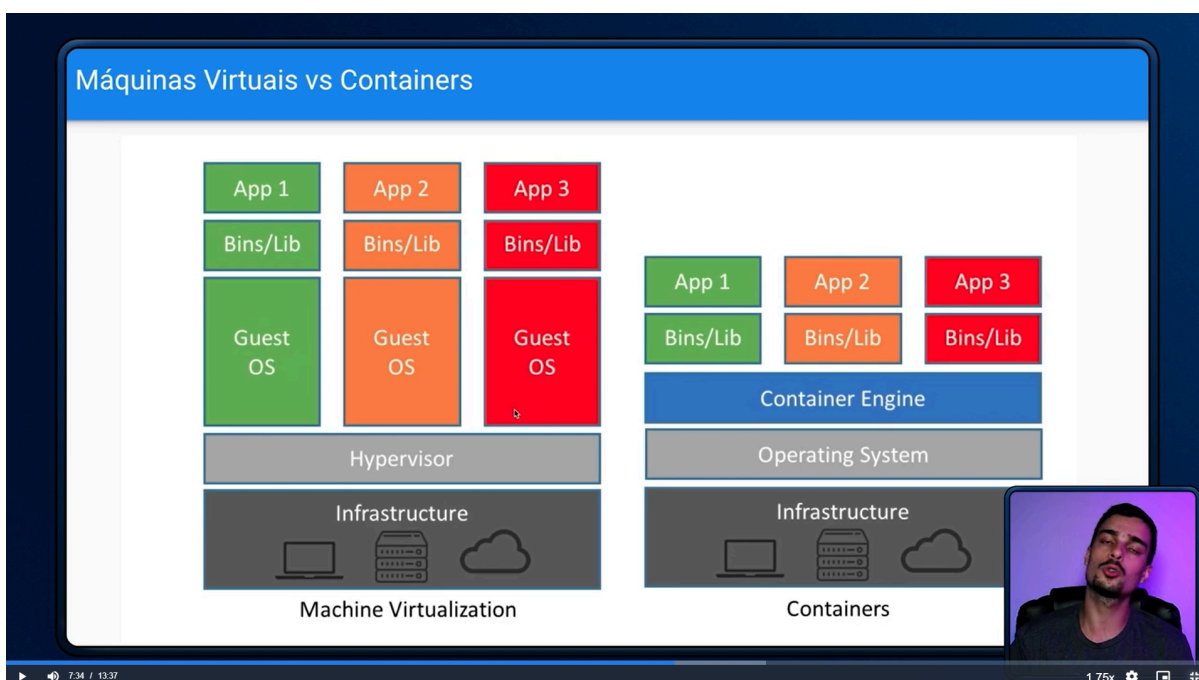 Máquinas Virtuais vs Containers
App 1
App 2
App 3
Bins/Lib
Bins/Lib
Bins/Lib
Guest
OS
Guest
OS
Guest
OS
Hypervisor
Infrastructure
Machine Virtualization
App 1
App 2
App 3
Bins/Lib
Bins/Lib
Bins/Lib
Container Engine
Operating System
Infrastructure
Containers
7:34 / 13:37
1.75x